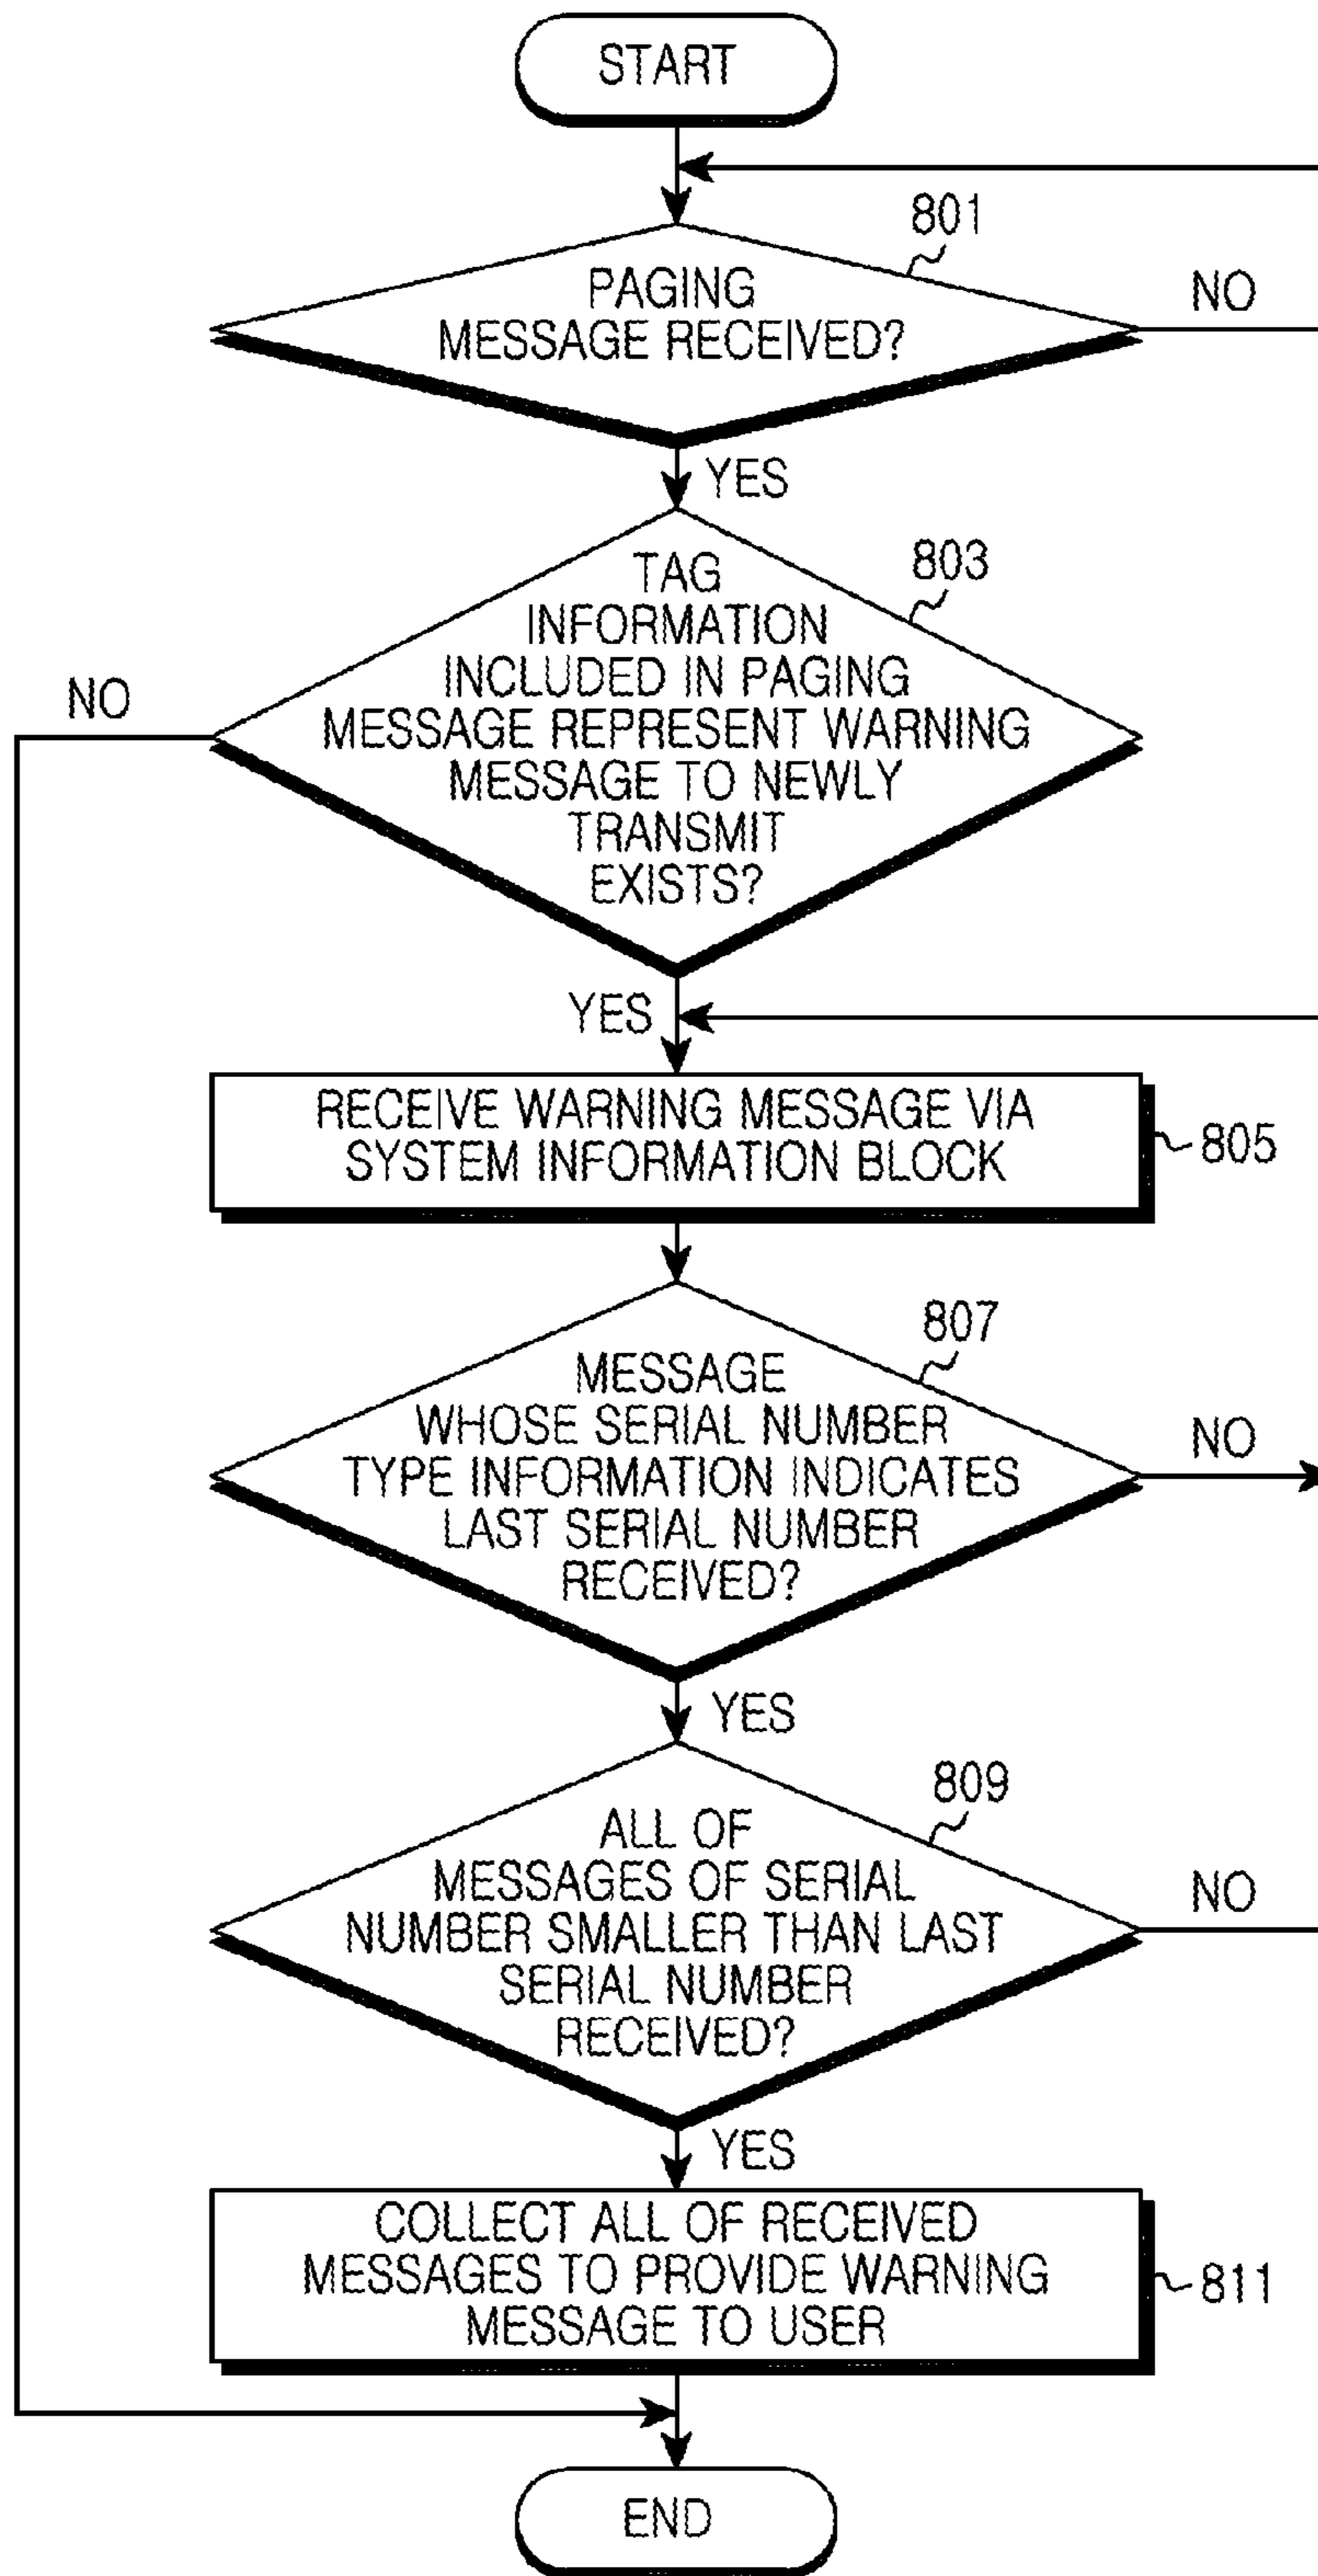 START
801
PAGING
MESSAGE RECEIVED?
NO
YES
803
TAG
INFORMATION
INCLUDED IN PAGING
MESSAGE REPRESENT WARNING
MESSAGE TO NEWLY
TRANSMIT
EXISTS?
NO
YES
RECEIVE WARNING MESSAGE VIA
SYSTEM INFORMATION BLOCK
805
807
MESSAGE
WHOSE SERIAL NUMBER
TYPE INFORMATION INDICATES
LAST SERIAL NUMBER
RECEIVED?
NO
YES
809
ALL OF
MESSAGES OF SERIAL
NUMBER SMALLER THAN LAST
SERIAL NUMBER
RECEIVED?
NO
YES
COLLECT ALL OF RECEIVED
MESSAGES TO PROVIDE WARNING
MESSAGE TO USER
811
END